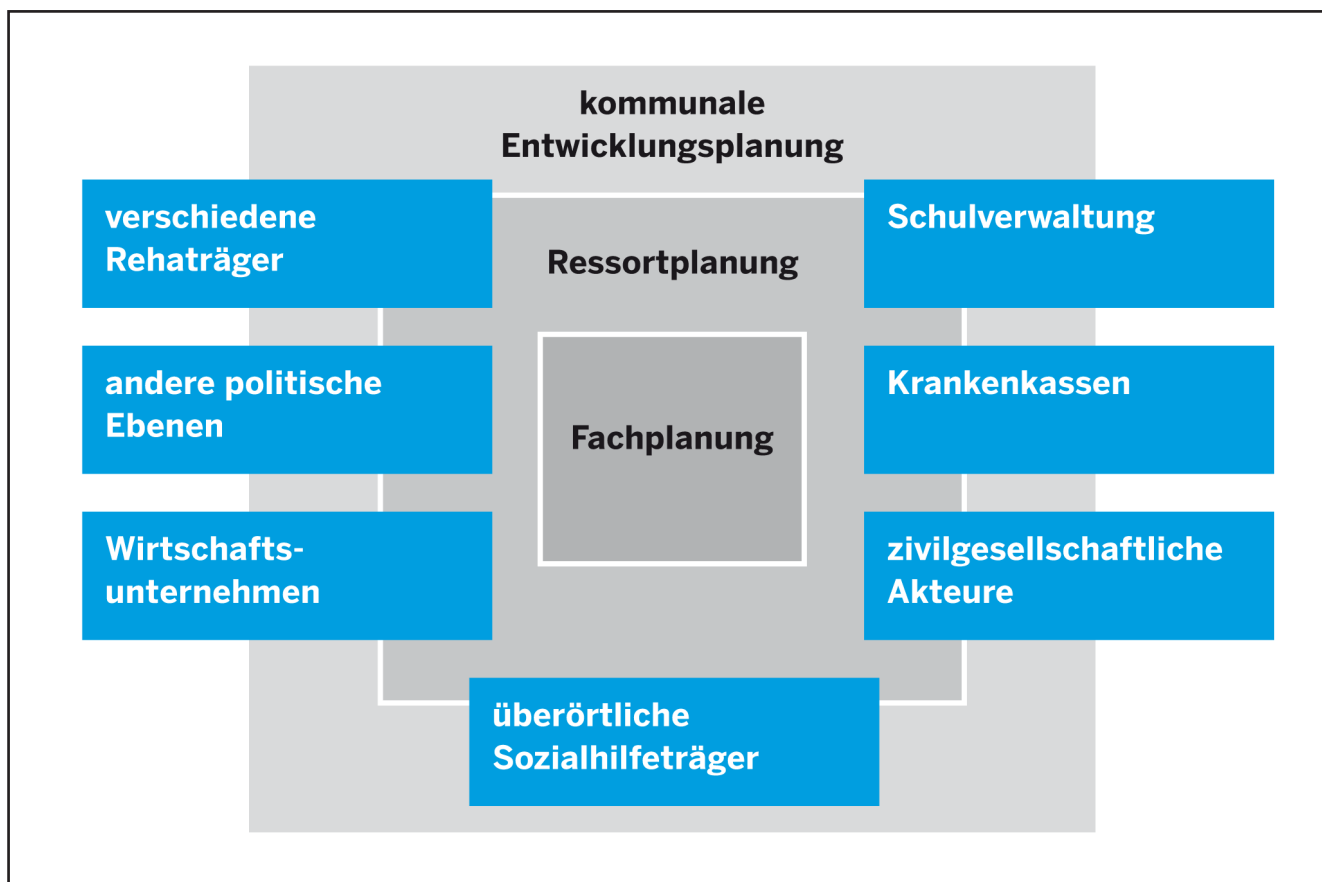 kommunale
Entwicklungsplanung
verschiedene
Rehaträger
Schulverwaltung
Ressortplanung
andere politische
Ebenen
Krankenkassen
Fachplanung
Wirtschafts-
unternehmen
zivilgesellschaftliche
Akteure
überörtliche
Sozialhilfeträger